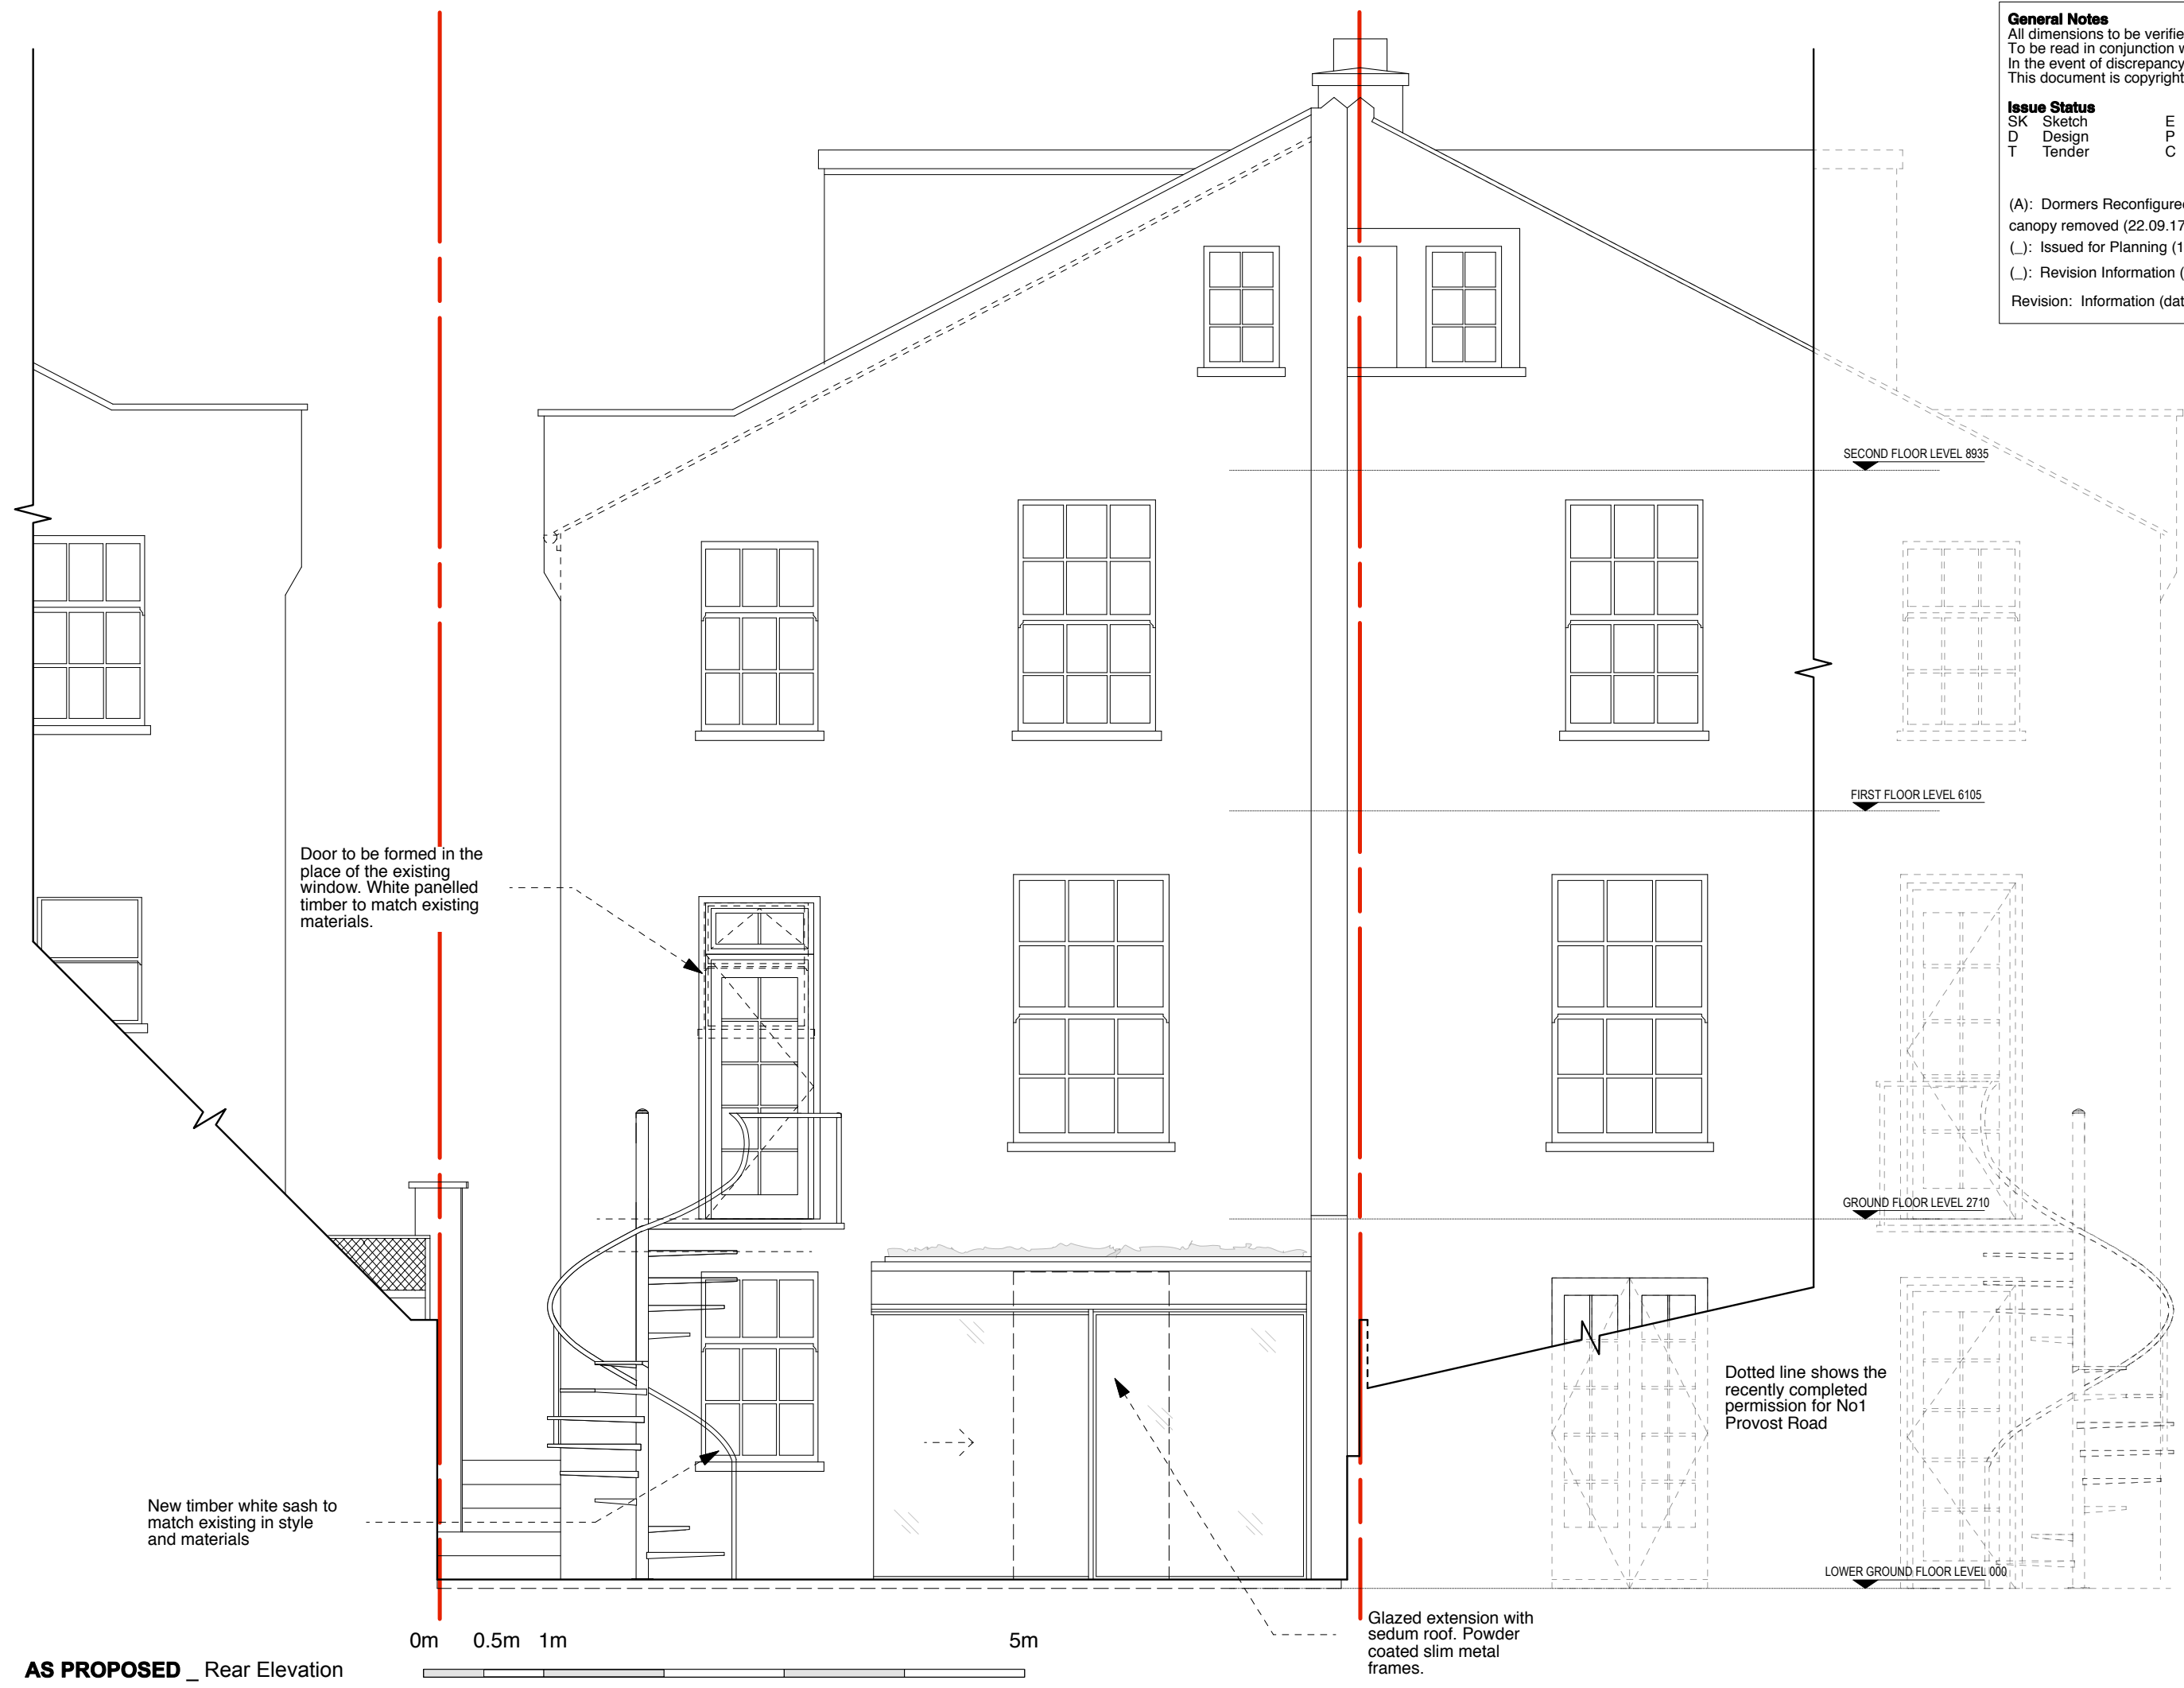 General Notes
All dimensions to be verifie
To be read in conjunction w
In the event of discrepancy
This document is copyright
Issue Status
SK Sketch E
D Design P
T Tender C
(A): Dormers Reconfigured
canopy removed (22.09.17
(_): Issued for Planning (1
(_): Revision Information (
Revision: Information (dat
SECOND FLOOR LEVEL 8935
FIRST FLOOR LEVEL 6105
Door to be formed in the
place of the existing
window. White panelled
timber to match existing
materials.
GROUND FLOOR LEVEL 2710
Dotted line shows the
recently completed
permission for No1
Provost Road
New timber white sash to
match existing in style
and materials
LOWER GROUND FLOOR LEVEL 000
Glazed extension with
sedum roof. Powder
coated slim metal
frames.
0m 0.5m 1m 5m
AS PROPOSED _ Rear Elevation